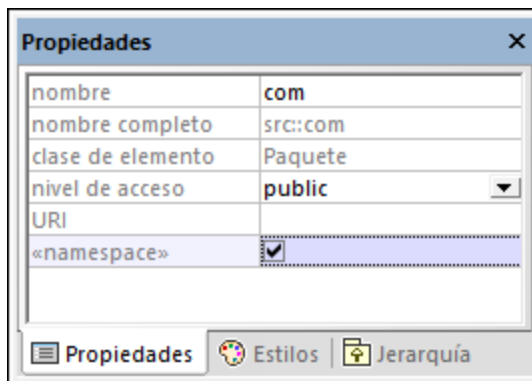 Propiedades
nombre com
nombre completo src::com
clase de elemento Paquete
nivel de acceso public
URI
«namespace»
Propiedades Estilos Jerarquía